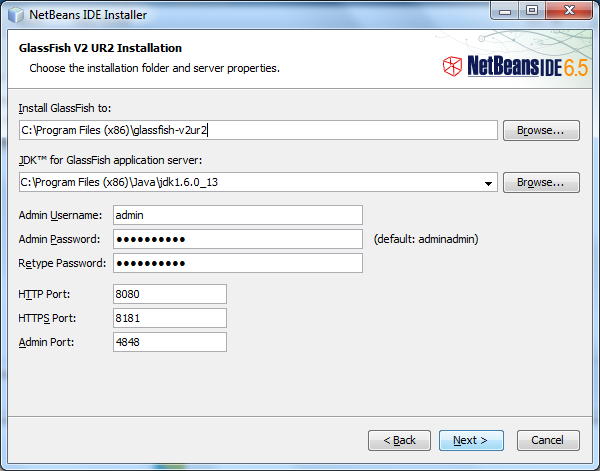 NetBeans IDE Installer
GlassFish V2 UR2 Installation
Choose the installation folder and server properties.
NetBeans IDE 6.5
Install GlassFish to:
C:\Program Files (x86)\glassfish-v2ur2
Browse...
JDK™ for GlassFish application server:
C:\Program Files (x86)\Java\jdk1.6.0_13
Browse...
Admin Username: admin
Admin Password: ●●●●●●●●●● (default: adminadmin)
Retype Password: ●●●●●●●●●●
HTTP Port: 8080
HTTPS Port: 8181
Admin Port: 4848
< Back Next > Cancel